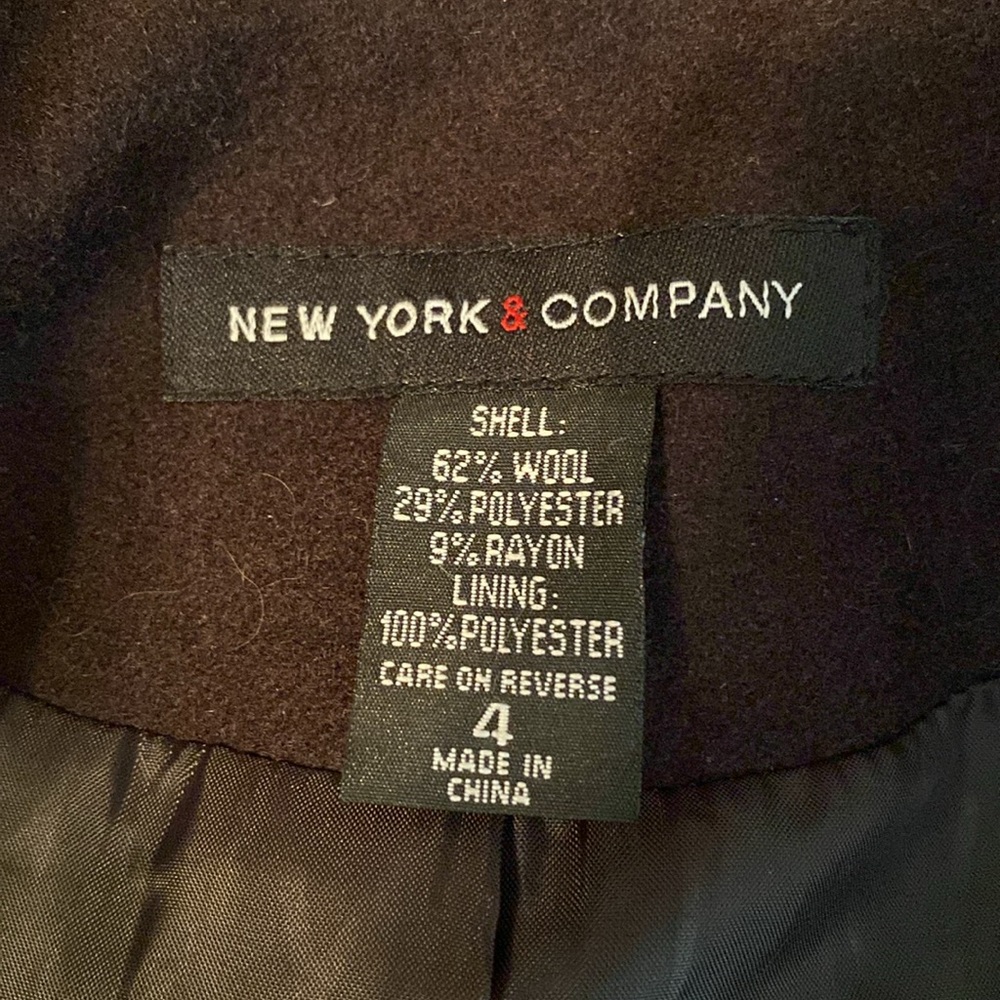 NEW YORK & COMPANY
SHELL:
62% WOOL
29% POLYESTER
9% RAYON
LINING:
100% POLYESTER
CARE ON REVERSE
4
MADE IN
CHINA